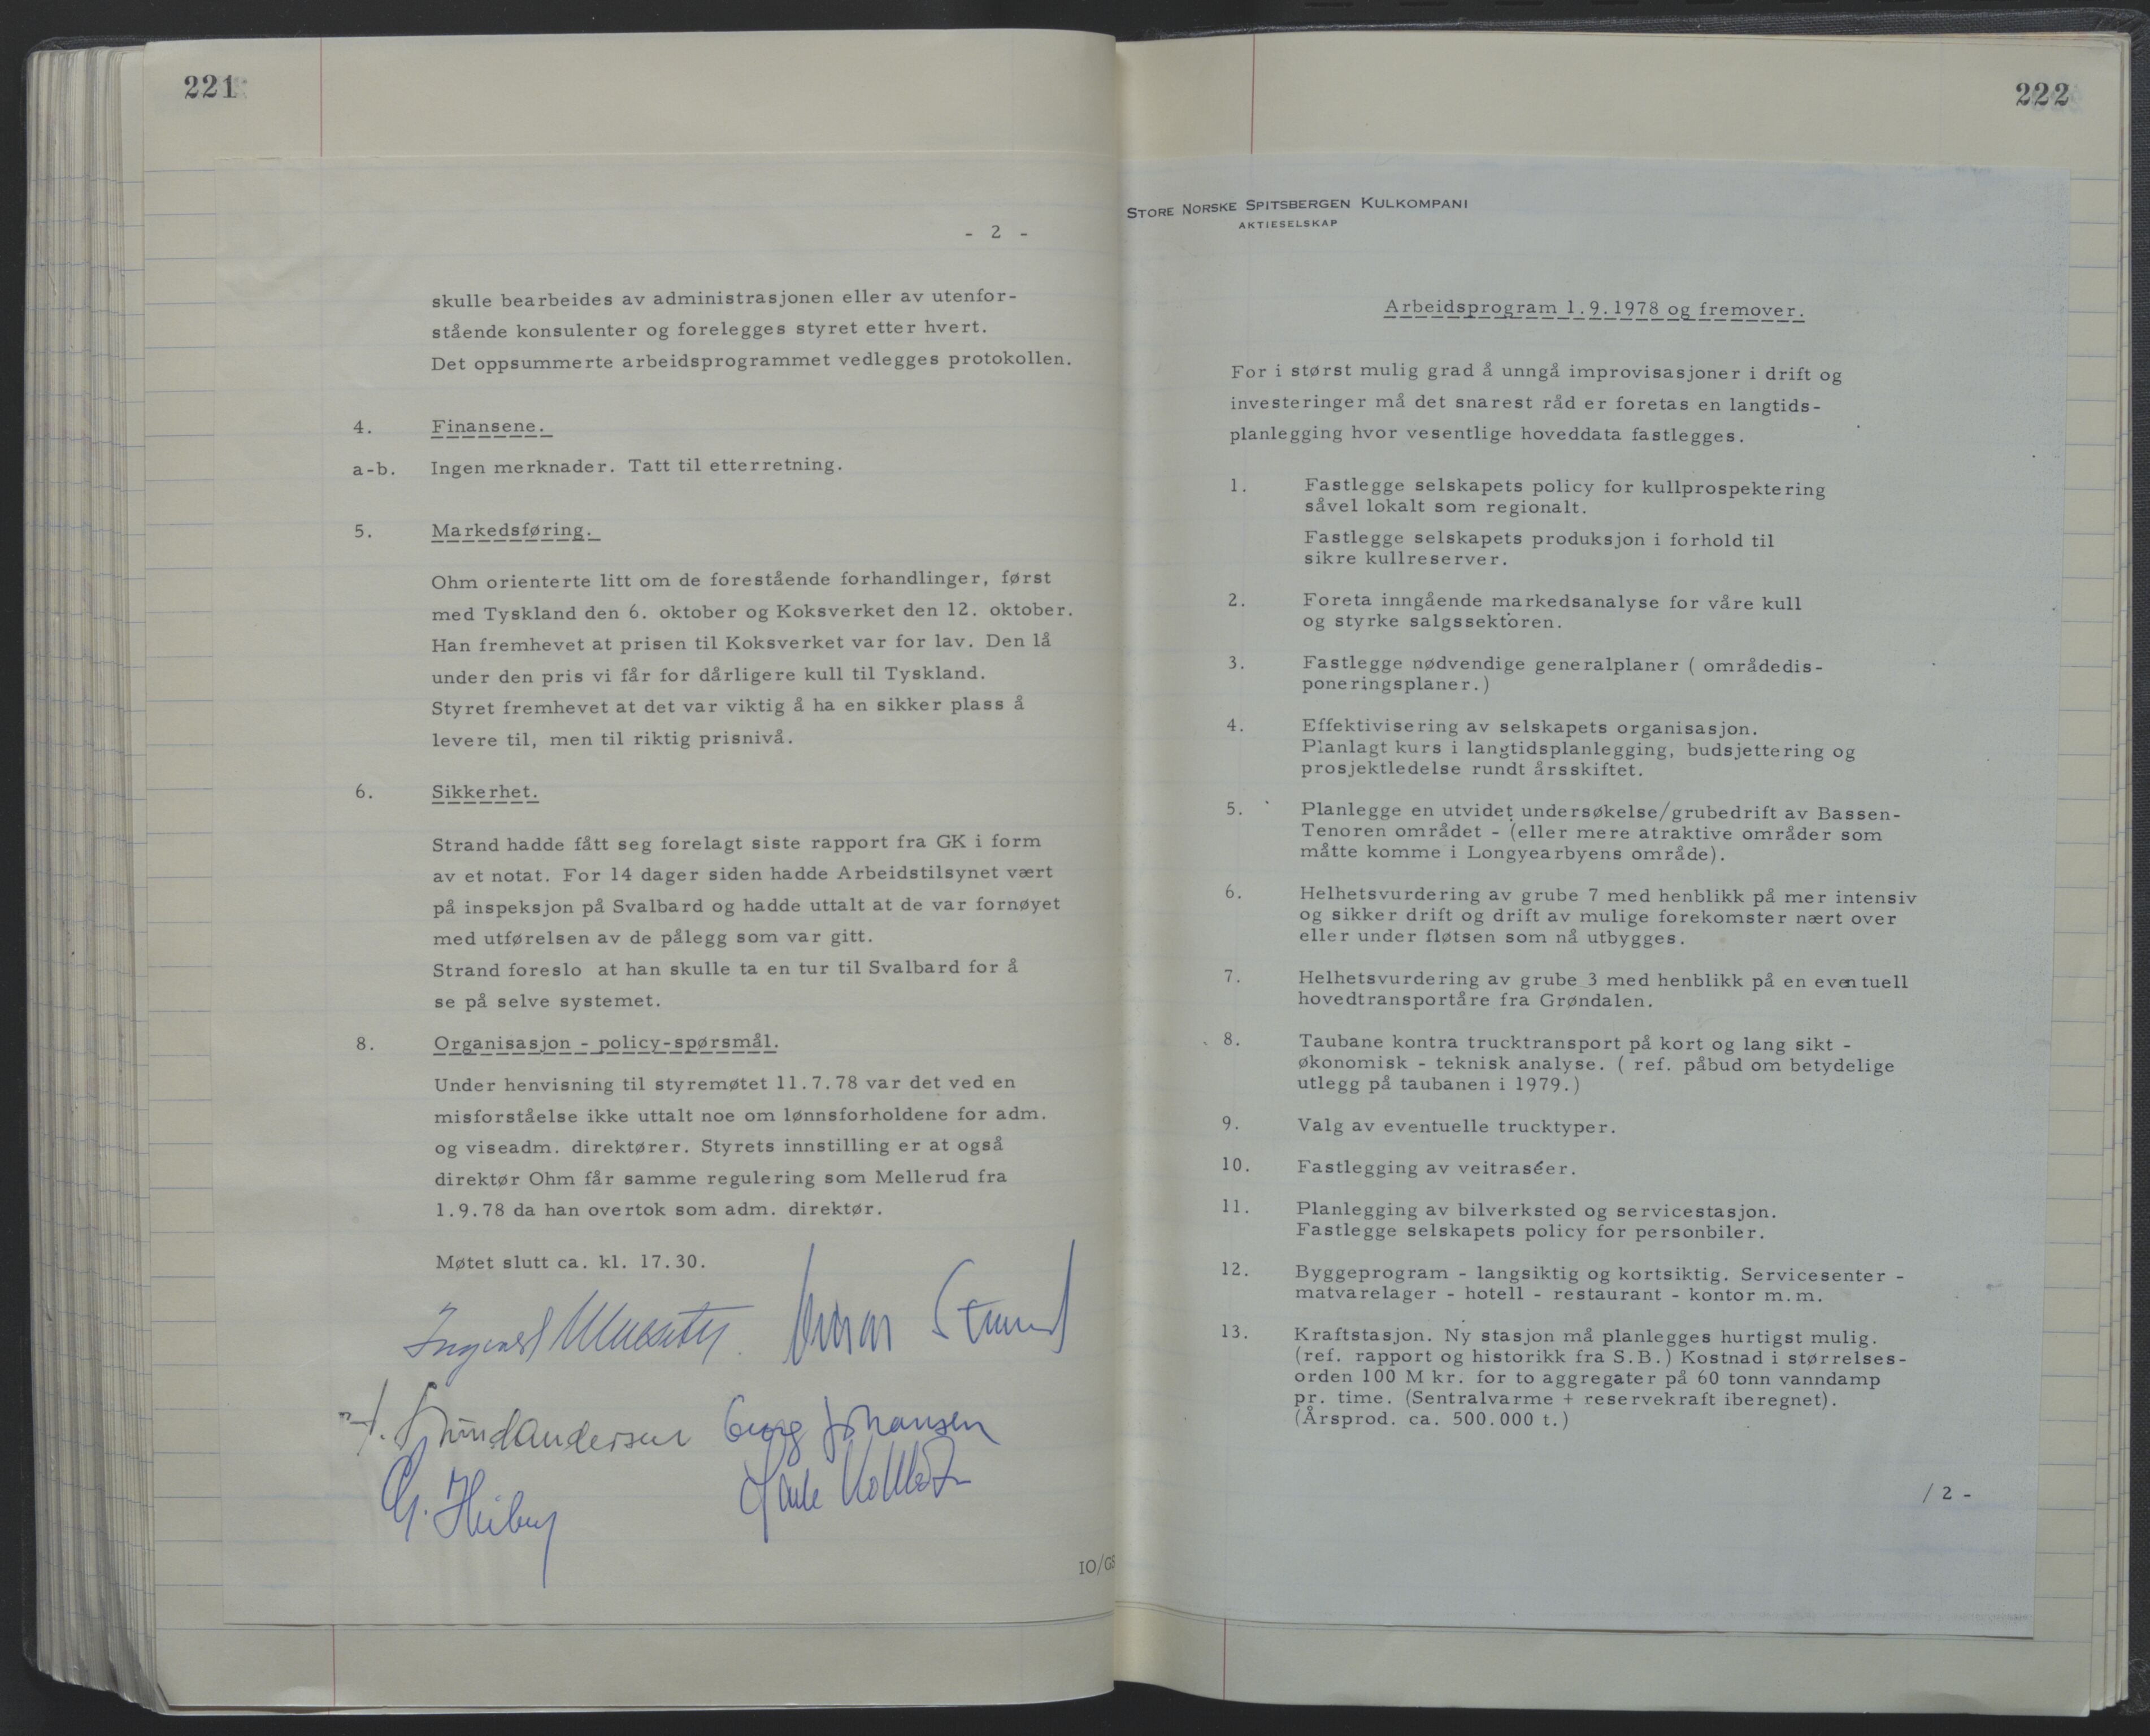 221
- 2 -
skulle bearbeides av administrasjonen eller av utenfor-
stående konsulenter og forelegges styret etter hvert.
Det oppsummerte arbeidsprogrammet vedlegges protokollen.
4. Finansene.
a-b. Ingen merknader. Tatt til etterretning.
5. Markedsføring.
Ohm orienterte litt om de forestående forhandlinger, først
med Tyskland den 6. oktober og Koksverket den 12. oktober.
Han fremhevet at prisen til Koksverket var for lav. Den lå
under den pris vi får for dårligere kull til Tyskland.
Styret fremhevet at det var viktig å ha en sikker plass å
levere til, men til riktig prisnivå.
6. Sikkerhet.
Strand hadde fått seg forelagt siste rapport fra GK i form
av et notat. For 14 dager siden hadde Arbeidstilsynet vært
på inspeksjon på Svalbard og hadde uttalt at de var fornøyet
med utførelsen av de pålegg som var gitt.
Strand foreslo at han skulle ta en tur til Svalbard for å
se på selve systemet.
8. Organisasjon - policy-spørsmål.
Under henvisning til styremøtet 11.7.78 var det ved en
misforståelse ikke uttalt noe om lønnsforholdene for adm.
og viseadm. direktører. Styrets innstilling er at også
direktør Ohm får samme regulering som Mellerud fra
1.9.78 da han overtok som adm. direktør.
Møtet slutt ca. kl. 17.30.
Strand
Georg Johansen
IO/GS
222
STORE NORSKE SPITSBERGEN KULKOMPANI
AKTIESELSKAP
Arbeidsprogram 1.9.1978 og fremover.
For i størst mulig grad å unngå improvisasjoner i drift og
investeringer må det snarest råd er foretas en langtids-
planlegging hvor vesentlige hoveddata fastlegges.
1. Fastlegge selskapets policy for kullprospektering
såvel lokalt som regionalt.
Fastlegge selskapets produksjon i forhold til
sikre kullreserver.
2. Foreta inngående markedsanalyse for våre kull
og styrke salgssektoren.
3. Fastlegge nødvendige generalplaner ( områdedis-
poneringsplaner.)
4. Effektivisering av selskapets organisasjon.
Planlagt kurs i langtidsplanlegging, budsjettering og
prosjektledelse rundt årsskiftet.
5. Planlegge en utvidet undersøkelse/grubedrift av Bassen-
Tenoren området - (eller mere atraktive områder som
måtte komme i Longyearbyens område).
6. Helhetsvurdering av grube 7 med henblikk på mer intensiv
og sikker drift og drift av mulige forekomster nært over
eller under fløtsen som nå utbygges.
7. Helhetsvurdering av grube 3 med henblikk på en eventuell
hovedtransportåre fra Grøndalen.
8. Taubane kontra trucktransport på kort og lang sikt -
økonomisk - teknisk analyse. ( ref. påbud om betydelige
utlegg på taubanen i 1979.)
9. Valg av eventuelle trucktyper.
10. Fastlegging av veitraséer.
11. Planlegging av bilverksted og servicestasjon.
Fastlegge selskapets policy for personbiler.
12. Byggeprogram - langsiktig og kortsiktig. Servicesenter -
matvarelager - hotell - restaurant - kontor m.m.
13. Kraftstasjon. Ny stasjon må planlegges hurtigst mulig.
(ref. rapport og historikk fra S.B.) Kostnad i størrelses-
orden 100 M kr. for to aggregater på 60 tonn vanndamp
pr. time. (Sentralvarme + reservekraft iberegnet).
(Årsprod. ca. 500.000 t.)
/ 2 -